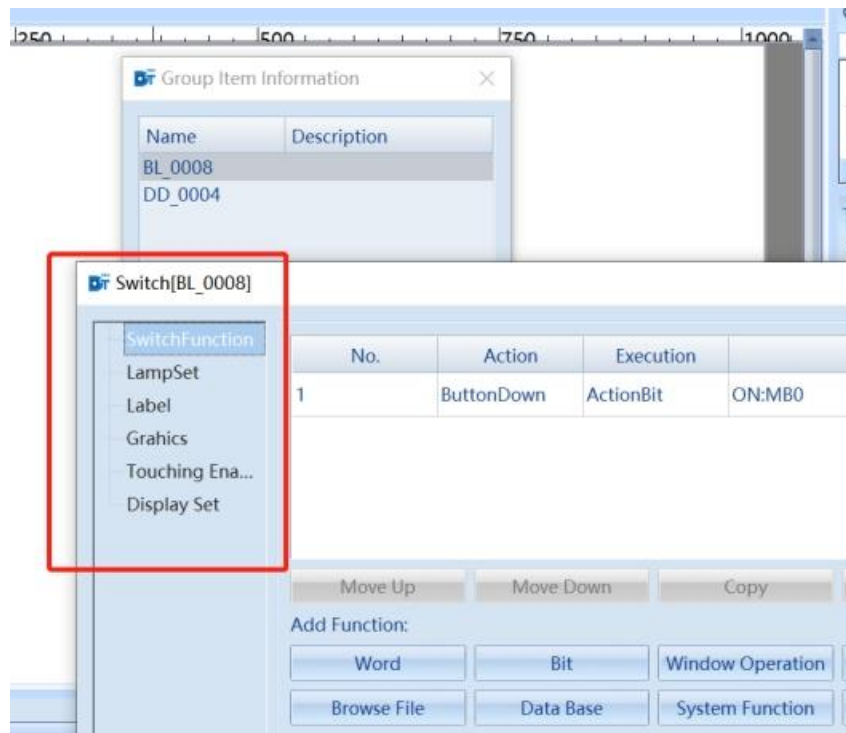 250
500
750
1000
Group Item Information
Name Description
BL_0008
DD_0004
Switch[BL_0008]
SwitchFunction
LampSet
Label
Grahics
Touching Ena...
Display Set
No. Action Execution
1 ButtonDown ActionBit ON:MB0
Move Up Move Down Copy
Add Function:
Word Bit Window Operation
Browse File Data Base System Function